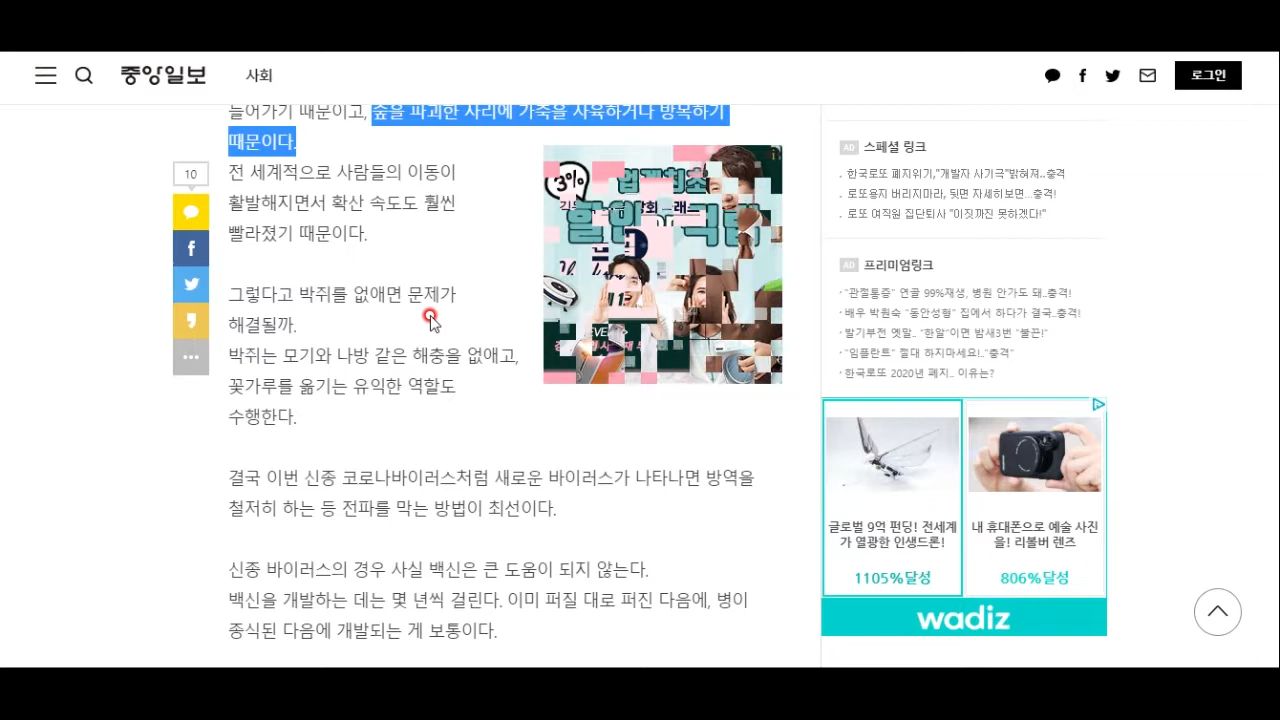 중앙일보
사회
로그인
들어가기 때문이고, 숲을 파괴한 자리에 가축을 사육하거나 방목하기
때문이다.
전 세계적으로 사람들의 이동이
활발해지면서 확산 속도도 훨씬
빨라졌기 때문이다.
그렇다고 박쥐를 없애면 문제가
해결될까.
박쥐는 모기와 나방 같은 해충을 없애고,
꽃가루를 옮기는 유익한 역할도
수행한다.
결국 이번 신종 코로나바이러스처럼 새로운 바이러스가 나타나면 방역을
철저히 하는 등 전파를 막는 방법이 최선이다.
신종 바이러스의 경우 사실 백신은 큰 도움이 되지 않는다.
백신을 개발하는 데는 몇 년씩 걸린다. 이미 퍼질 대로 퍼진 다음에, 병이
종식된 다음에 개발되는 게 보통이다.
10
3%
업계최초
AD 스페셜 링크
한국로또 폐지위기,"개발자 사기극"밝혀져..충격
로또용지 버리지마라, 뒷면 자세히보면...충격!
로또 여직원 집단퇴사 "이짓까진 못하겠다!"
AD 프리미엄링크
"관절통증" 연골 99%재생, 병원 안가도 돼..충격!
배우 박원숙 "동안성형" 집에서 하다가 결국..충격!
발기부전 옛말.. "한알"이면 밤새3번 "불끈!"
"임플란트" 절대 하지마세요!.."충격"
한국로또 2020년 폐지.. 이유는?
글로벌 9억 펀딩! 전세계
가 열광한 인생드론!
1105%달성
내 휴대폰으로 예술 사진
을! 리볼버 렌즈
806%달성
wadiz